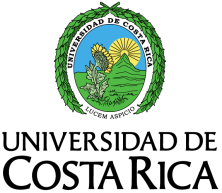 UNIVERSIDAD DE COSTA RICA
LUCEM ASPICIO
UNIVERSIDAD DE
COSTA RICA